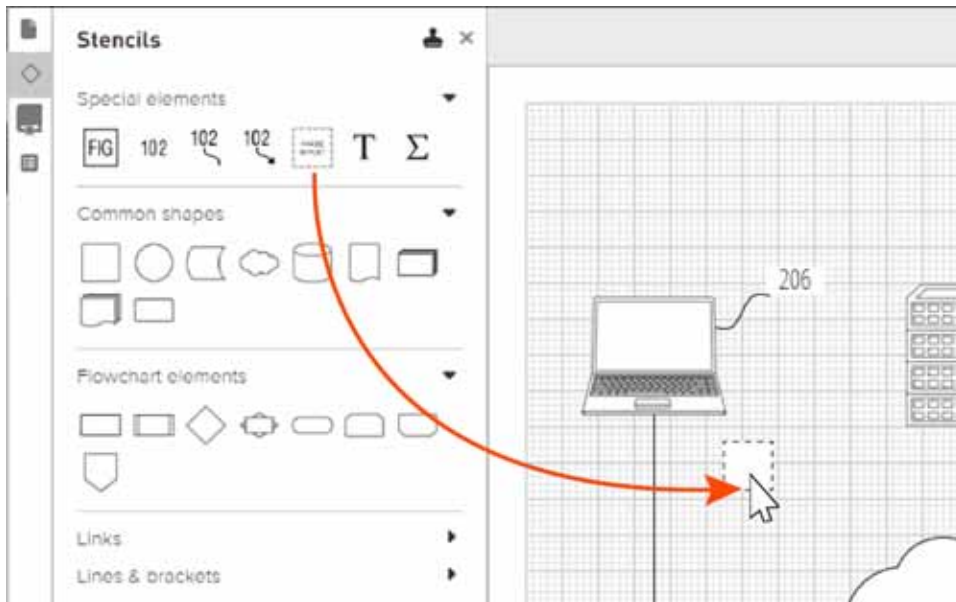 Stencils
Special elements
FIG 102 102 102 T Σ
Common shapes
206
Flowchart elements
Links
Lines & brackets